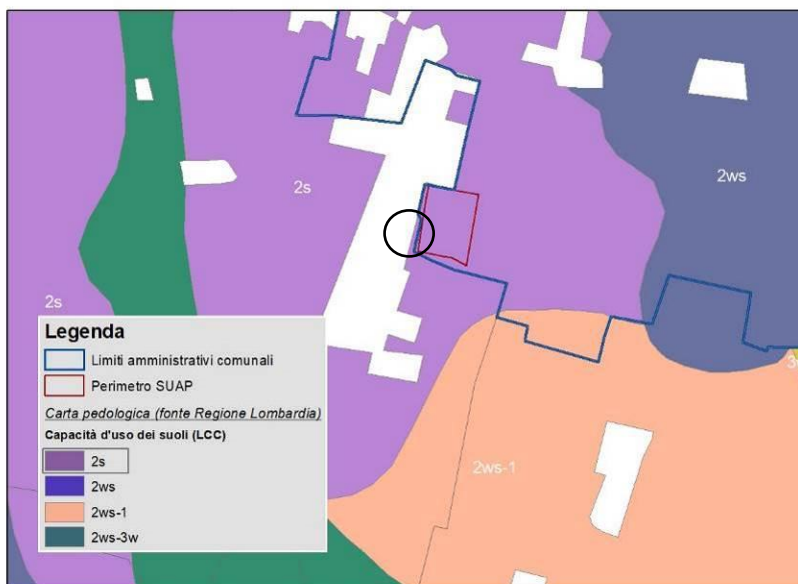 2s
2ws
2s
Legenda
Limiti amministrativi comunali
Perimetro SUAP
Carta pedologica (fonte Regione Lombardia)
Capacità d'uso dei suoli (LCC)
2s
2ws
2ws-1
2ws-3w
2ws-1